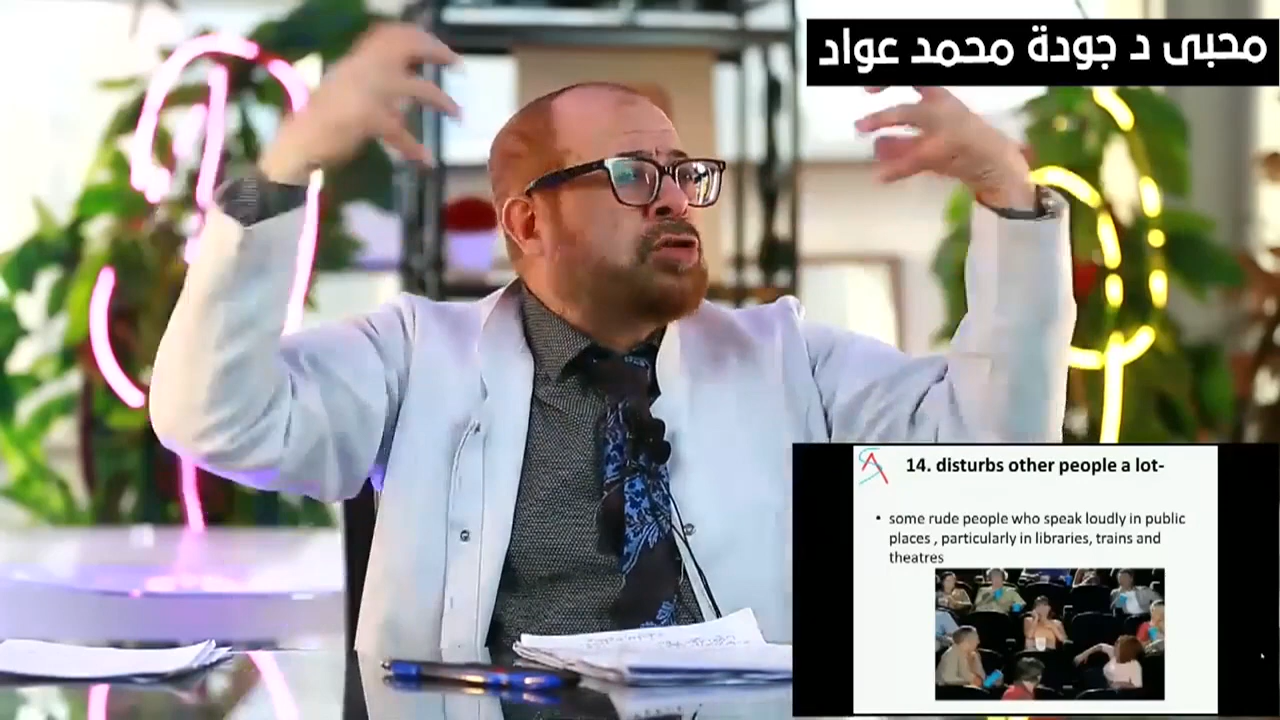 محبى د جودة محمد عواد
14. disturbs other people a lot-
• some rude people who speak loudly in public
places , particularly in libraries, trains and
theatres